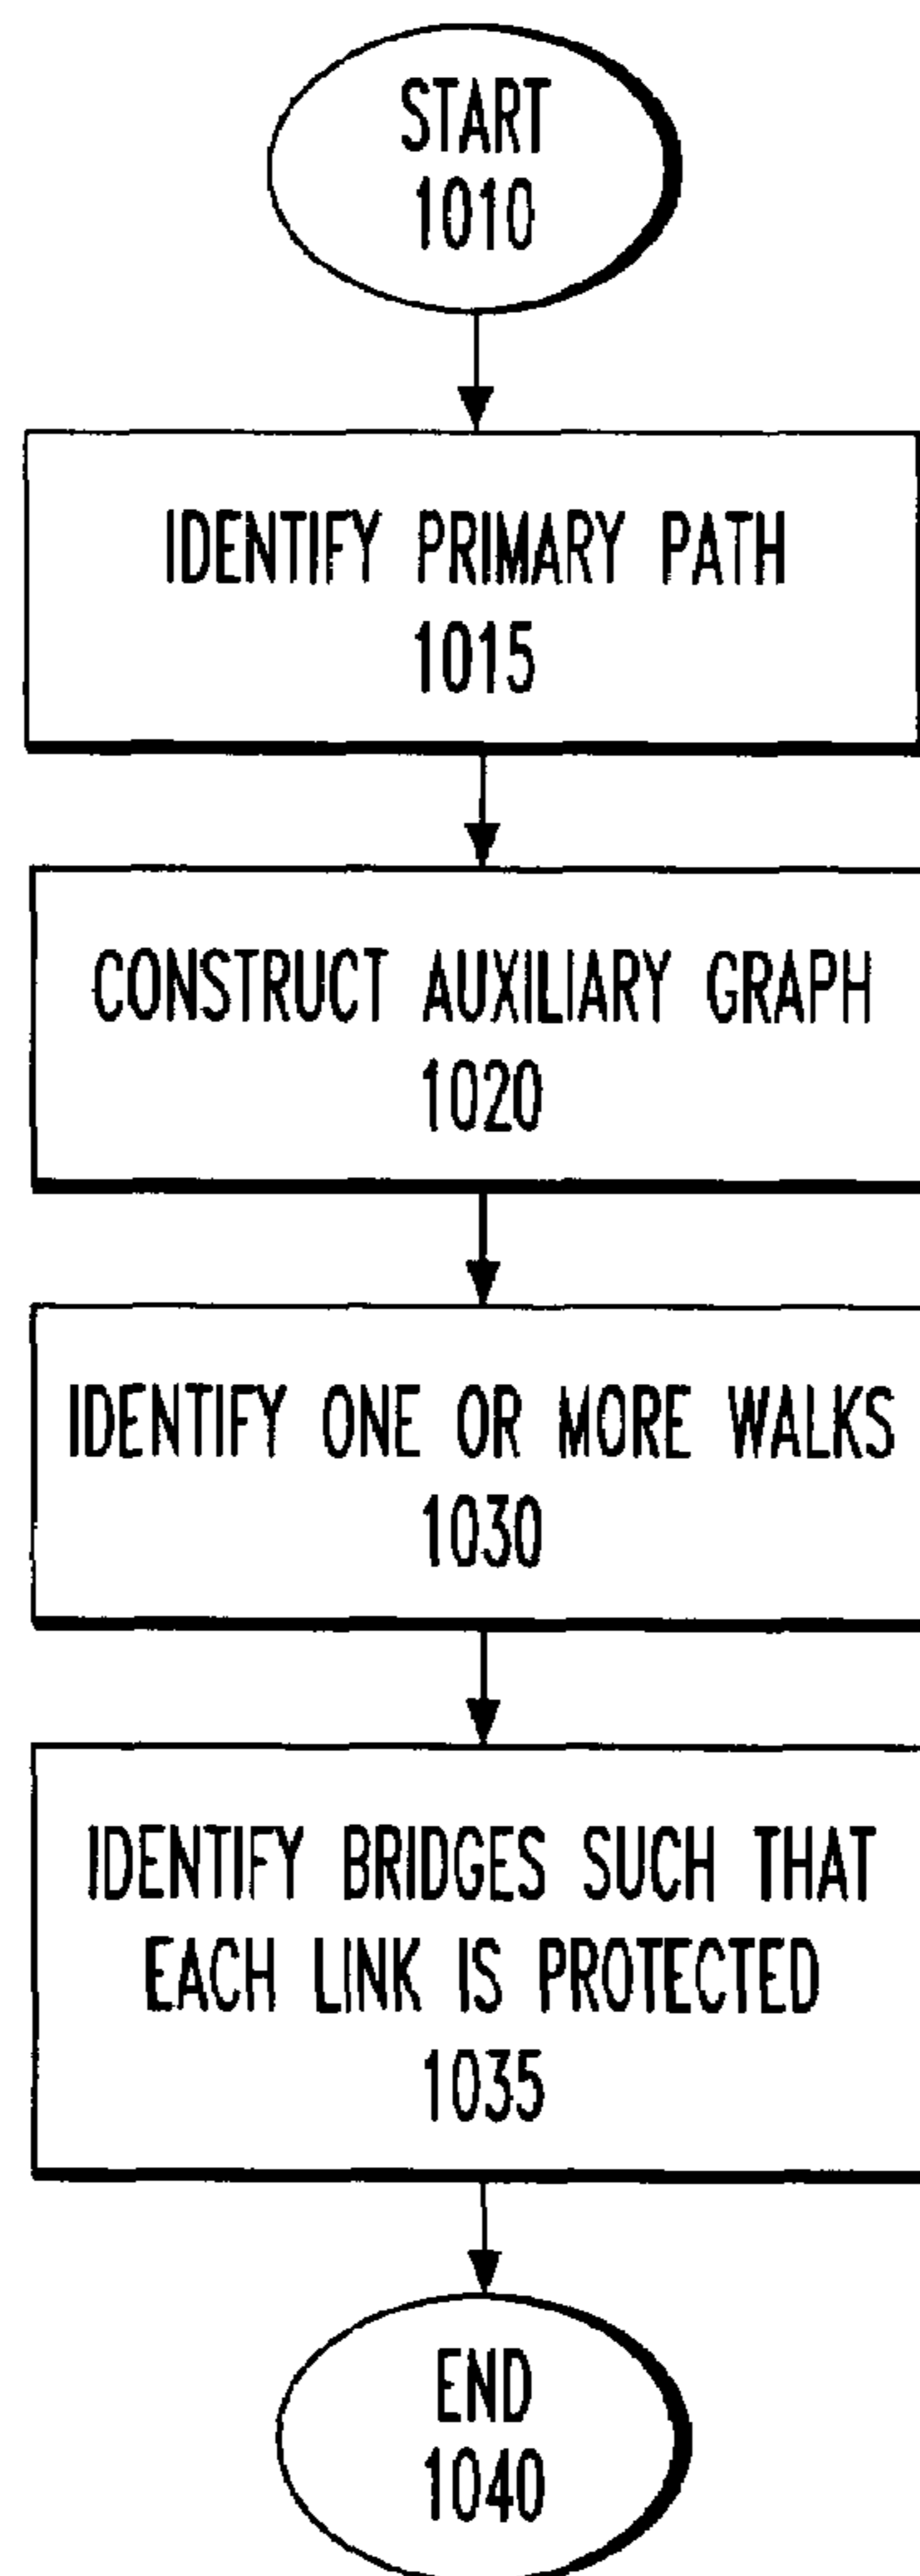 START
1010
IDENTIFY PRIMARY PATH
1015
CONSTRUCT AUXILIARY GRAPH
1020
IDENTIFY ONE OR MORE WALKS
1030
IDENTIFY BRIDGES SUCH THAT
EACH LINK IS PROTECTED
1035
END
1040